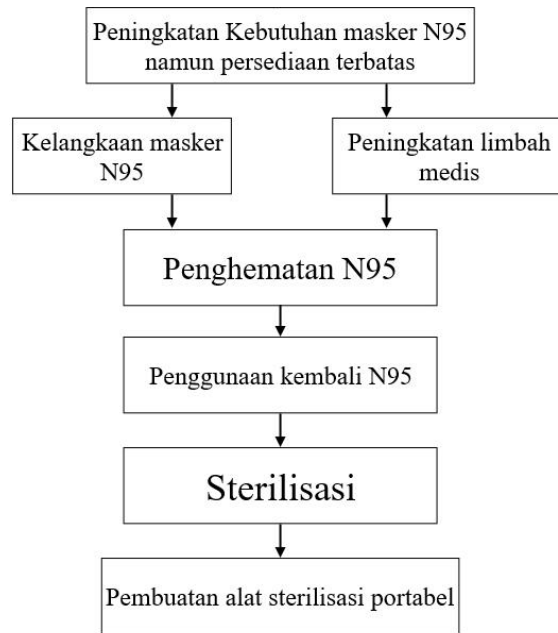 Peningkatan Kebutuhan masker N95
namun persediaan terbatas
Kelangkaan masker
N95
Peningkatan limbah
medis
Penghematan N95
Penggunaan kembali N95
Sterilisasi
Pembuatan alat sterilisasi portabel